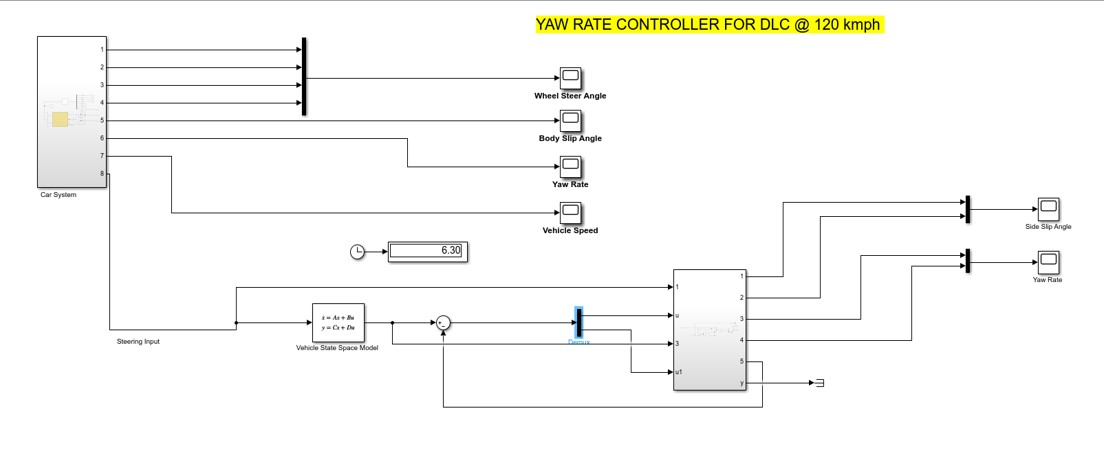 YAW RATE CONTROLLER FOR DLC @ 120 kmph
1
2
3
4
5
6
7
8
Car System
Wheel Steer Angle
Body Slip Angle
Yaw Rate
Vehicle Speed
6.30
Side Slip Angle
Yaw Rate
Steering Input
ẋ = Ax + Bu
y = Cx + Du
Vehicle State Space Model
Demux
1
u
3
u1
1
2
3
4
5
y